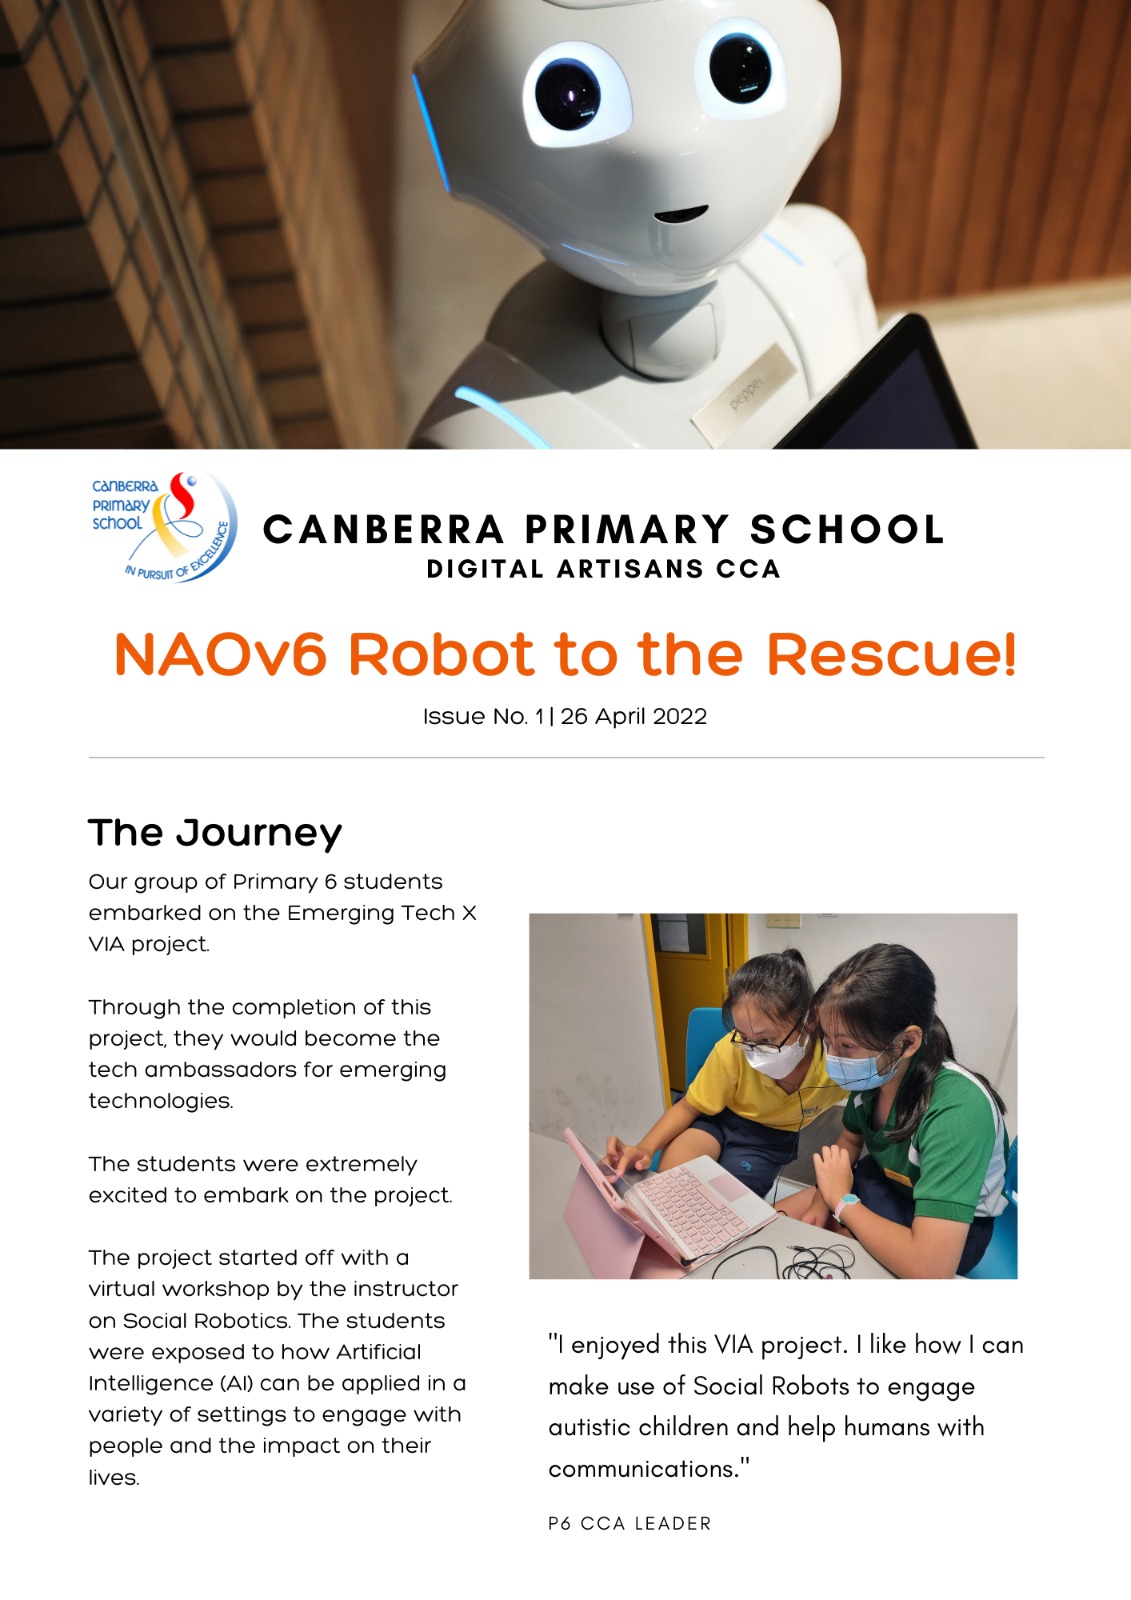 pepper
CANBERRA
PRIMARY
SCHOOL
IN PURSUIT OF EXCELLENCE
CANBERRA PRIMARY SCHOOL
DIGITAL ARTISANS CCA
NAOv6 Robot to the Rescue!
Issue No. 1| 26 April 2022
The Journey
Our group of Primary 6 students
embarked on the Emerging Tech X
VIA project.
Through the completion of this
project, they would become the
tech ambassadors for emerging
technologies.
The students were extremely
excited to embark on the project.
The project started off with a
virtual workshop by the instructor
on Social Robotics. The students
were exposed to how Artificial
Intelligence (AI) can be applied in a
variety of settings to engage with
people and the impact on their
lives.
"I enjoyed this VIA project. I like how I can
make use of Social Robots to engage
autistic children and help humans with
communications."
P6 CCA LEADER